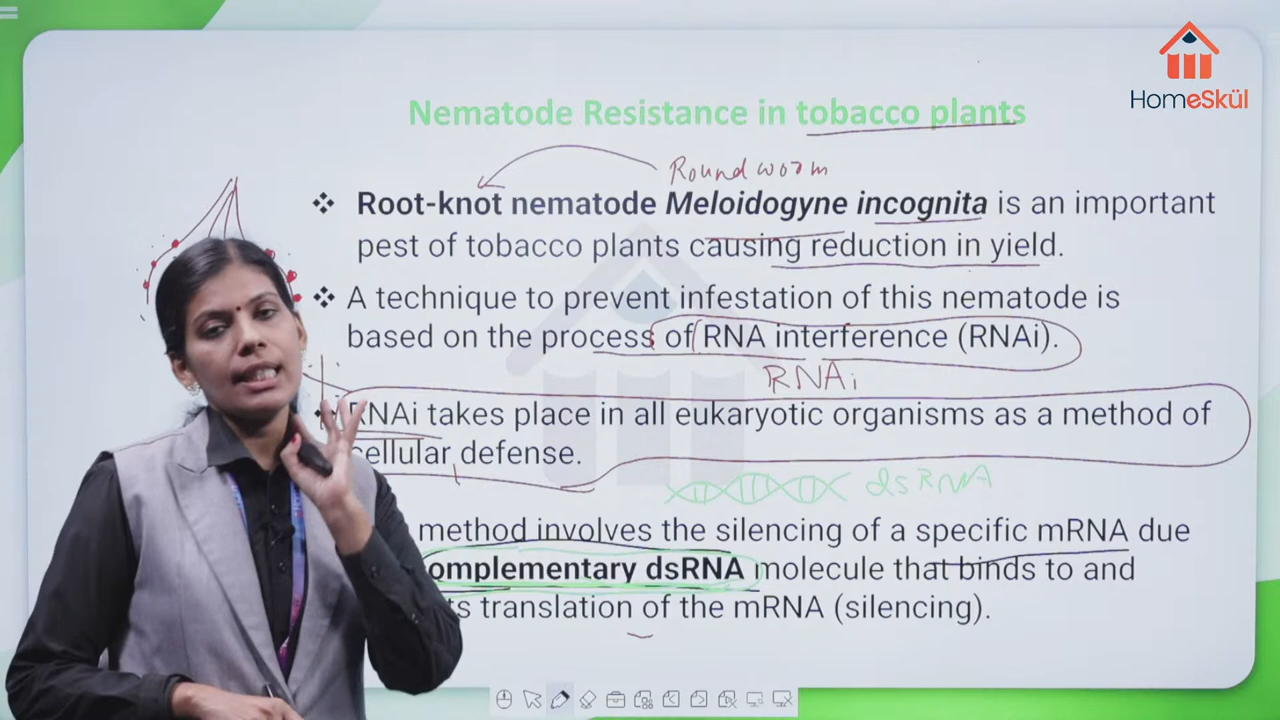 HomeSkül
Nematode Resistance in tobacco plants
Round worm
❖ Root-knot nematode Meloidogyne incognita is an important
pest of tobacco plants causing reduction in yield.
❖ A technique to prevent infestation of this nematode is
based on the process of RNA interference (RNAi).
RNAi
RNAi takes place in all eukaryotic organisms as a method of
cellular defense.
dsRNA
method involves the silencing of a specific mRNA due
omplementary dsRNA molecule that binds to and
ts translation of the mRNA (silencing).